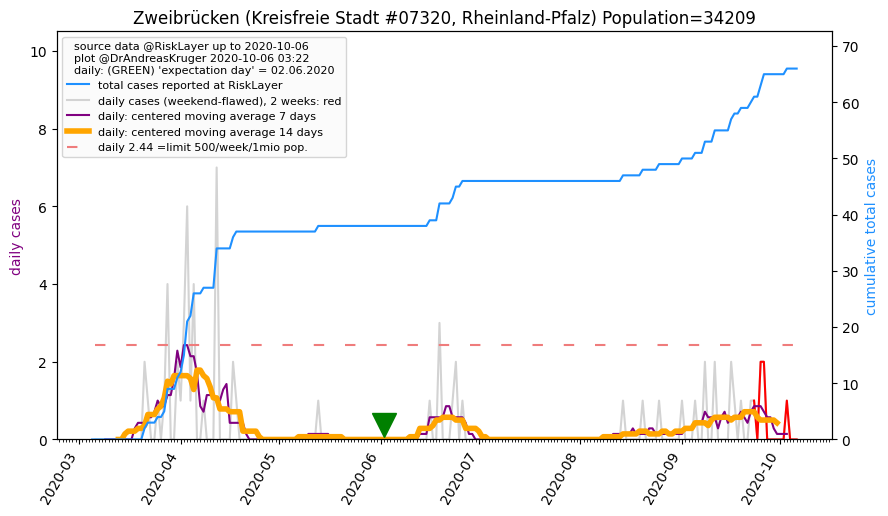 Zweibrücken (Kreisfreie Stadt #07320, Rheinland-Pfalz) Population=34209
source data @RiskLayer up to 2020-10-06
plot @DrAndreasKruger 2020-10-06 03:22
daily: (GREEN) 'expectation day' = 02.06.2020
total cases reported at RiskLayer
daily cases (weekend-flawed), 2 weeks: red
daily: centered moving average 7 days
daily: centered moving average 14 days
daily 2.44 =limit 500/week/1mio pop.
daily cases
10
8
6
4
2
0
cumulative total cases
70
60
50
40
30
20
10
0
2020-03
2020-04
2020-05
2020-06
2020-07
2020-08
2020-09
2020-10